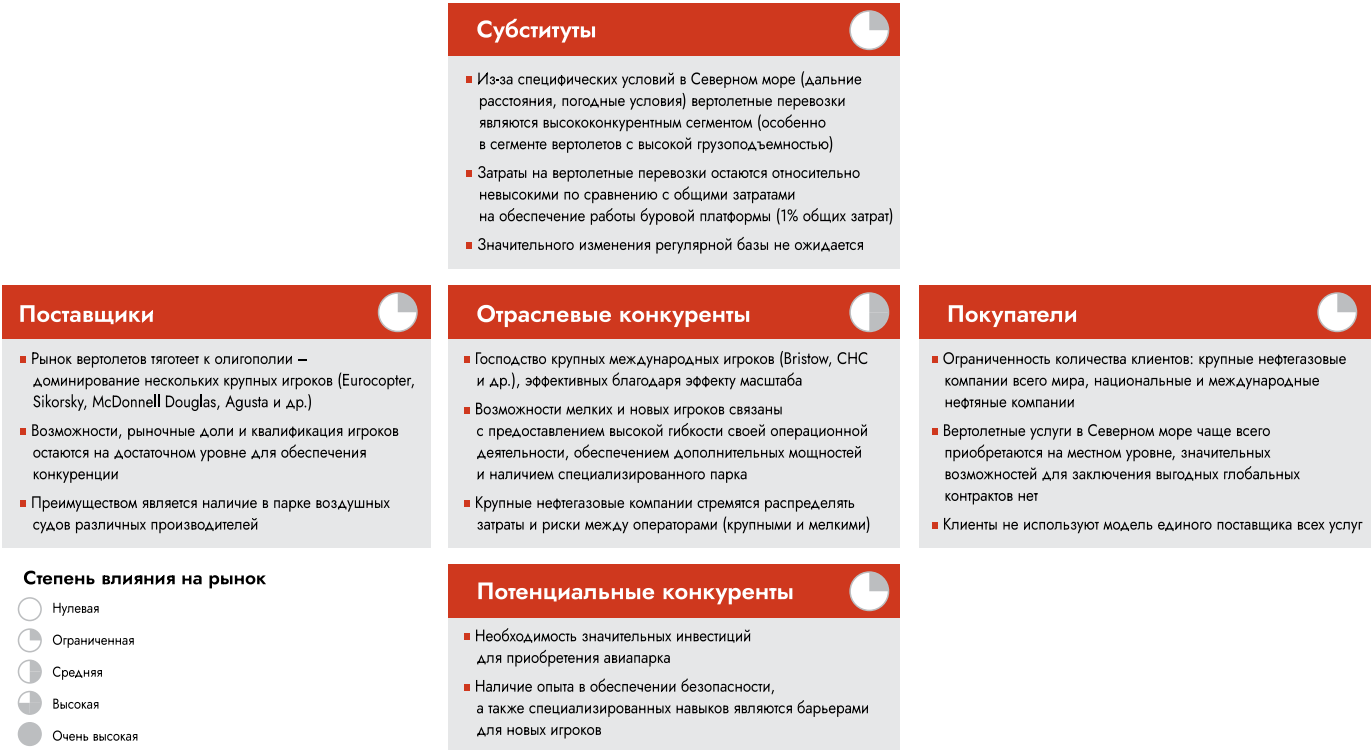 Субституты
Из-за специфических условий в Северном море (дальние
расстояния, погодные условия) вертолетные перевозки
являются высококонкурентным сегментом (особенно
в сегменте вертолетов с высокой грузоподъемностью)
Затраты на вертолетные перевозки остаются относительно
невысокими по сравнению с общими затратами
на обеспечение работы буровой платформы (1% общих затрат)
Значительного изменения регулярной базы не ожидается
Поставщики
Рынок вертолетов тяготеет к олигополии –
доминирование нескольких крупных игроков (Eurocopter,
Sikorsky, McDonnell Douglas, Agusta и др.)
Возможности, рыночные доли и квалификация игроков
остаются на достаточном уровне для обеспечения
конкуренции
Преимуществом является наличие в парке воздушных
судов различных производителей
Отраслевые конкуренты
Господство крупных международных игроков (Bristow, CHC
и др.), эффективных благодаря эффекту масштаба
Возможности мелких и новых игроков связаны
с предоставлением высокой гибкости своей операционной
деятельности, обеспечением дополнительных мощностей
и наличием специализированного парка
Крупные нефтегазовые компании стремятся распределять
затраты и риски между операторами (крупными и мелкими)
Покупатели
Ограниченность количества клиентов: крупные нефтегазовые
компании всего мира, национальные и международные
нефтяные компании
Вертолетные услуги в Северном море чаще всего
приобретаются на местном уровне, значительных
возможностей для заключения выгодных глобальных
контрактов нет
Клиенты не используют модель единого поставщика всех услуг
Степень влияния на рынок
Нулевая
Ограниченная
Средняя
Высокая
Очень высокая
Потенциальные конкуренты
Необходимость значительных инвестиций
для приобретения авиапарка
Наличие опыта в обеспечении безопасности,
а также специализированных навыков являются барьерами
для новых игроков